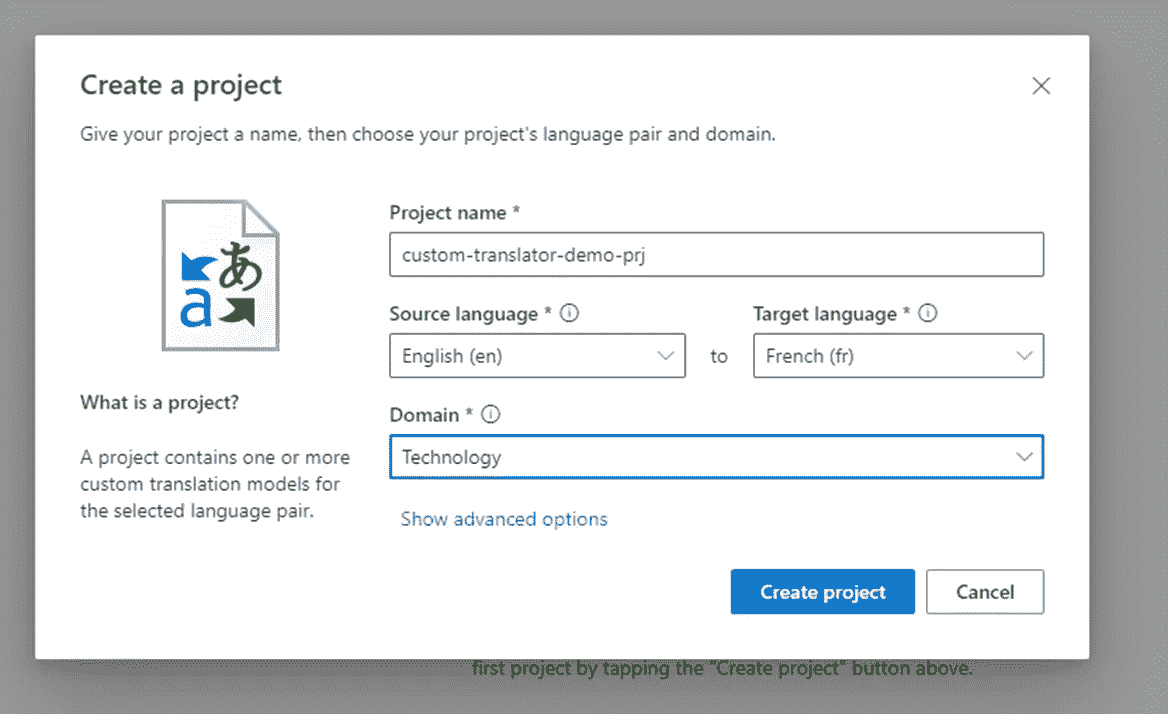 Create a project
Give your project a name, then choose your project's language pair and domain.
Project name *
custom-translator-demo-prj
Source language *
Target language *
English (en)
to
French (fr)
Domain *
Technology
Show advanced options
あ
a
What is a project?
A project contains one or more
custom translation models for
the selected language pair.
Create project
Cancel
first project by tapping the "Create project" button above.